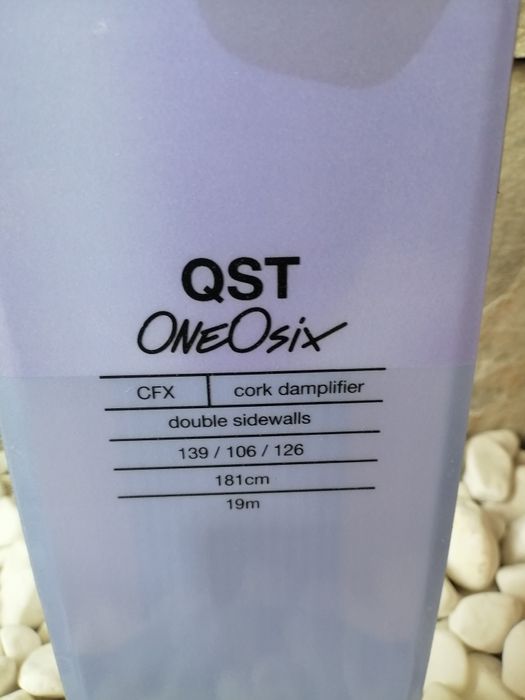 QST
ONEOsix
CFX cork damplifier
double sidewalls
139 / 106 / 126
181cm
19m